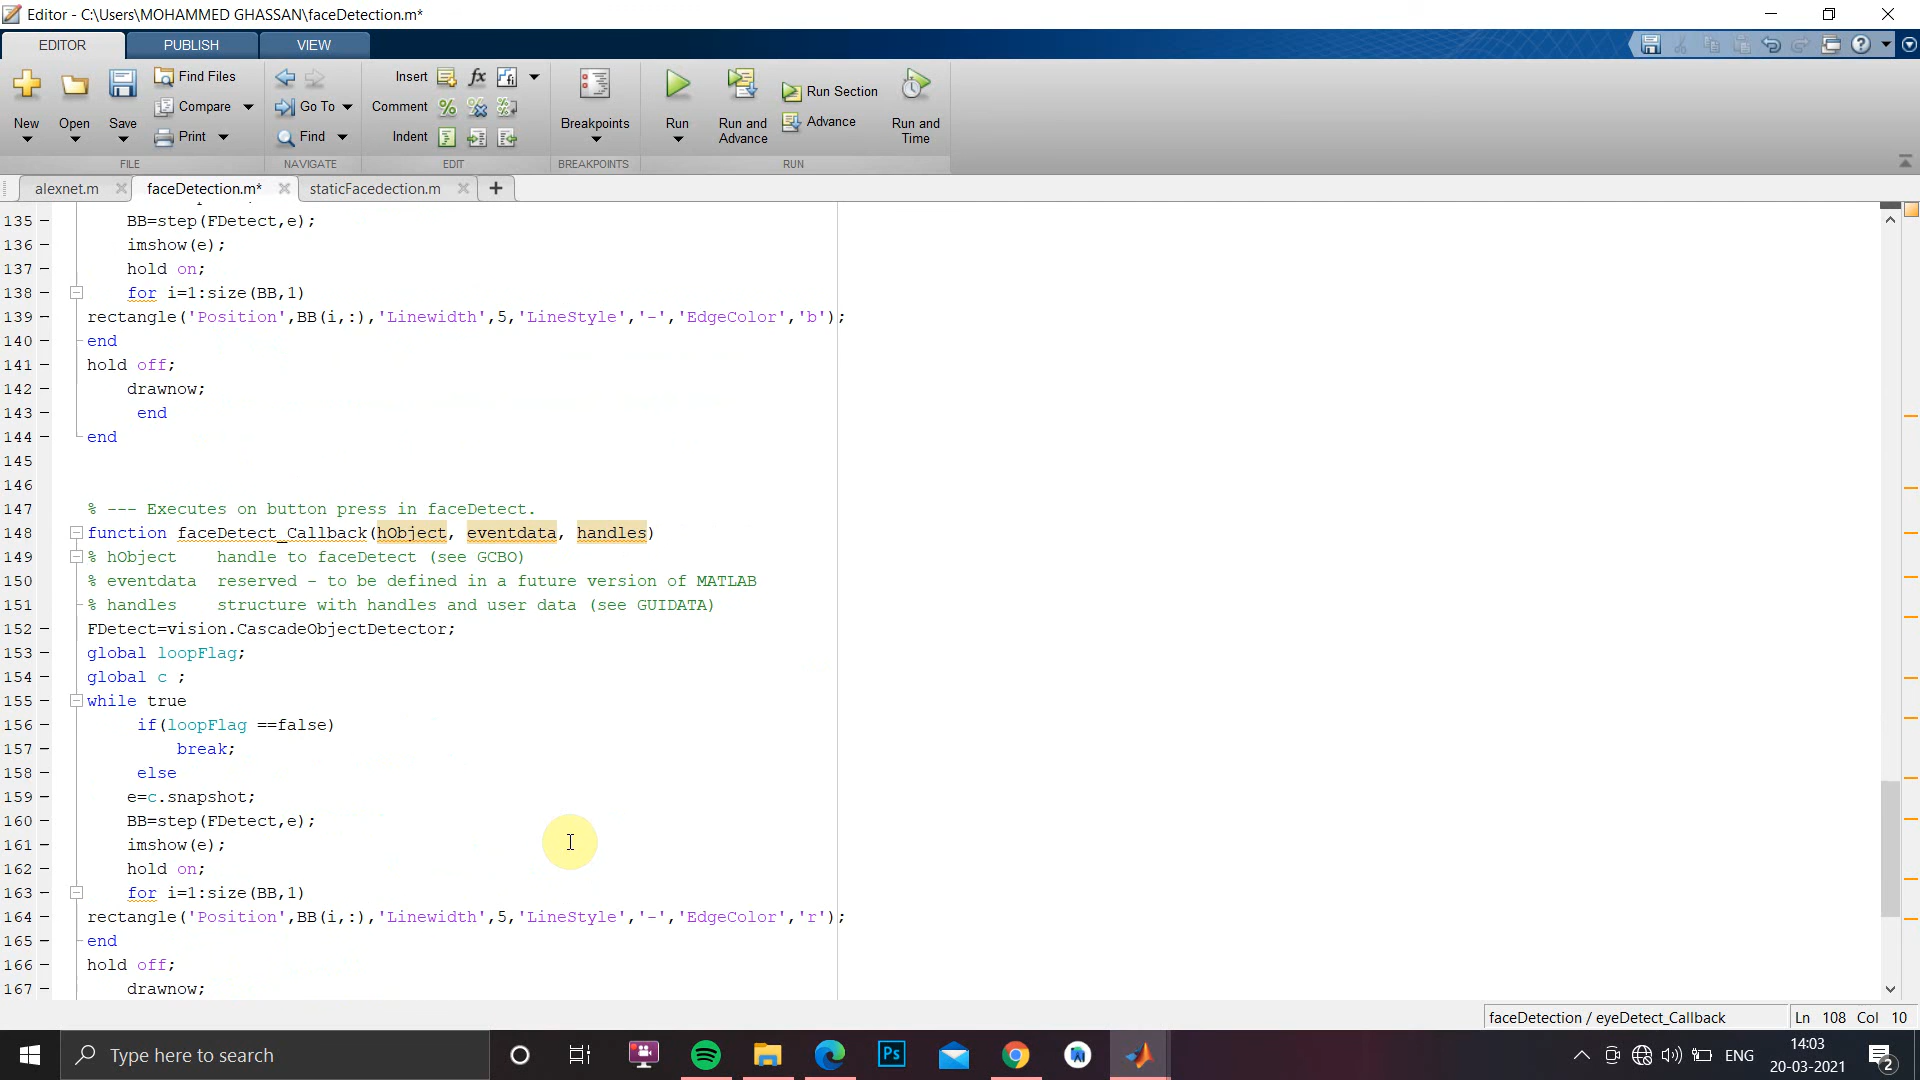 Editor - C:\Users\MOHAMMED GHASSAN\faceDetection.m*
EDITOR PUBLISH VIEW
New
Open
Save
Find Files
Compare
Print
FILE
Go To
Find
NAVIGATE
Insert
Comment
Indent
EDIT
Breakpoints
BREAKPOINTS
Run
Run and
Advance
Run Section
Advance
Run and
Time
RUN
alexnet.m faceDetection.m* staticFacedection.m
135 BB=step(FDetect,e);
136 imshow(e);
137 hold on;
138 for i=1:size(BB,1)
139 rectangle('Position',BB(i,:),'Linewidth',5,'LineStyle','-','EdgeColor','b');
140 end
141 hold off;
142 drawnow;
143 end
144 end
145
146
147 % --- Executes on button press in faceDetect.
148 function faceDetect_Callback(hObject, eventdata, handles)
149 % hObject    handle to faceDetect (see GCBO)
150 % eventdata  reserved - to be defined in a future version of MATLAB
151 % handles    structure with handles and user data (see GUIDATA)
152 FDetect=vision.CascadeObjectDetector;
153 global loopFlag;
154 global c ;
155 while true
156 if(loopFlag ==false)
157 break;
158 else
159 e=c.snapshot;
160 BB=step(FDetect,e);
161 imshow(e);
162 hold on;
163 for i=1:size(BB,1)
164 rectangle('Position',BB(i,:),'Linewidth',5,'LineStyle','-','EdgeColor','r');
165 end
166 hold off;
167 drawnow;
faceDetection / eyeDetect_Callback Ln 108 Col 10
Type here to search
Ps
ENG
14:03
20-03-2021
2